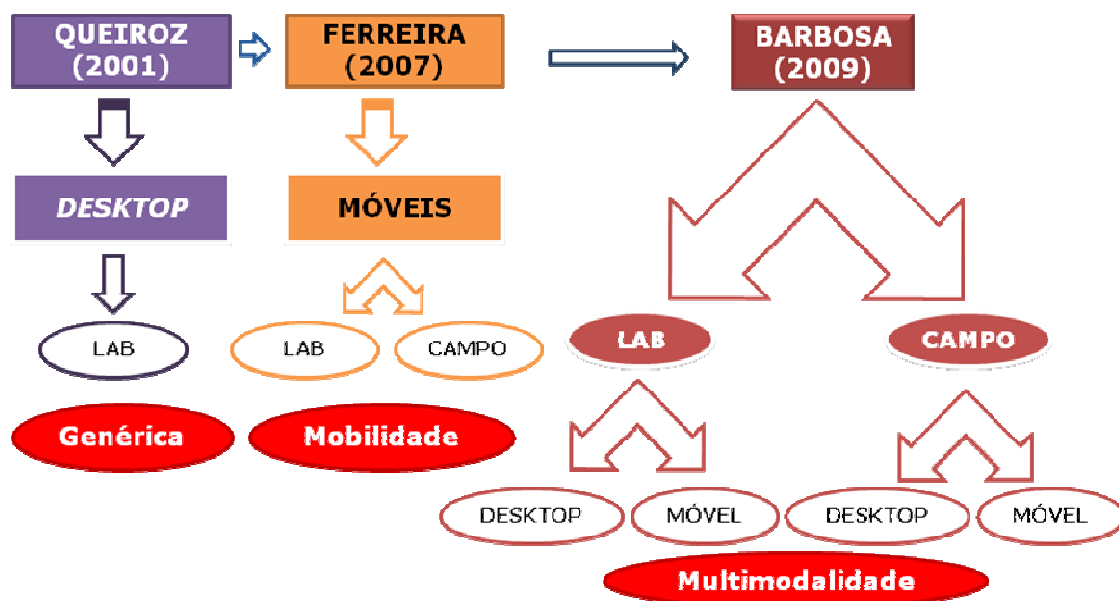 QUEIROZ
(2001)
FERREIRA
(2007)
BARBOSA
(2009)
DESKTOP
MÓVEIS
LAB
LAB
CAMPO
LAB
CAMPO
Genérica
Mobilidade
DESKTOP
MÓVEL
DESKTOP
MÓVEL
Multimodalidade